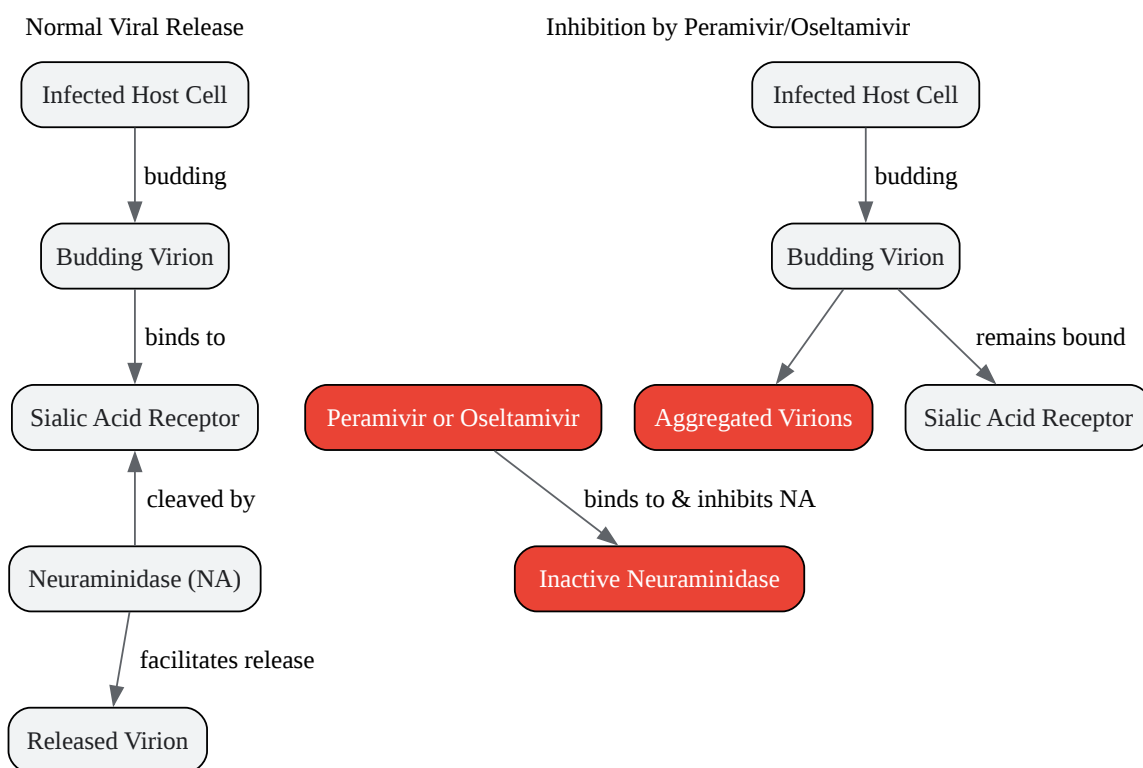 Normal Viral Release
Infected Host Cell
budding
Budding Virion
binds to
Sialic Acid Receptor
cleaved by
Neuraminidase (NA)
facilitates release
Released Virion
Inhibition by Peramivir/Oseltamivir
Infected Host Cell
budding
Budding Virion
remains bound
Peramivir or Oseltamivir
Aggregated Virions
Sialic Acid Receptor
binds to & inhibits NA
Inactive Neuraminidase